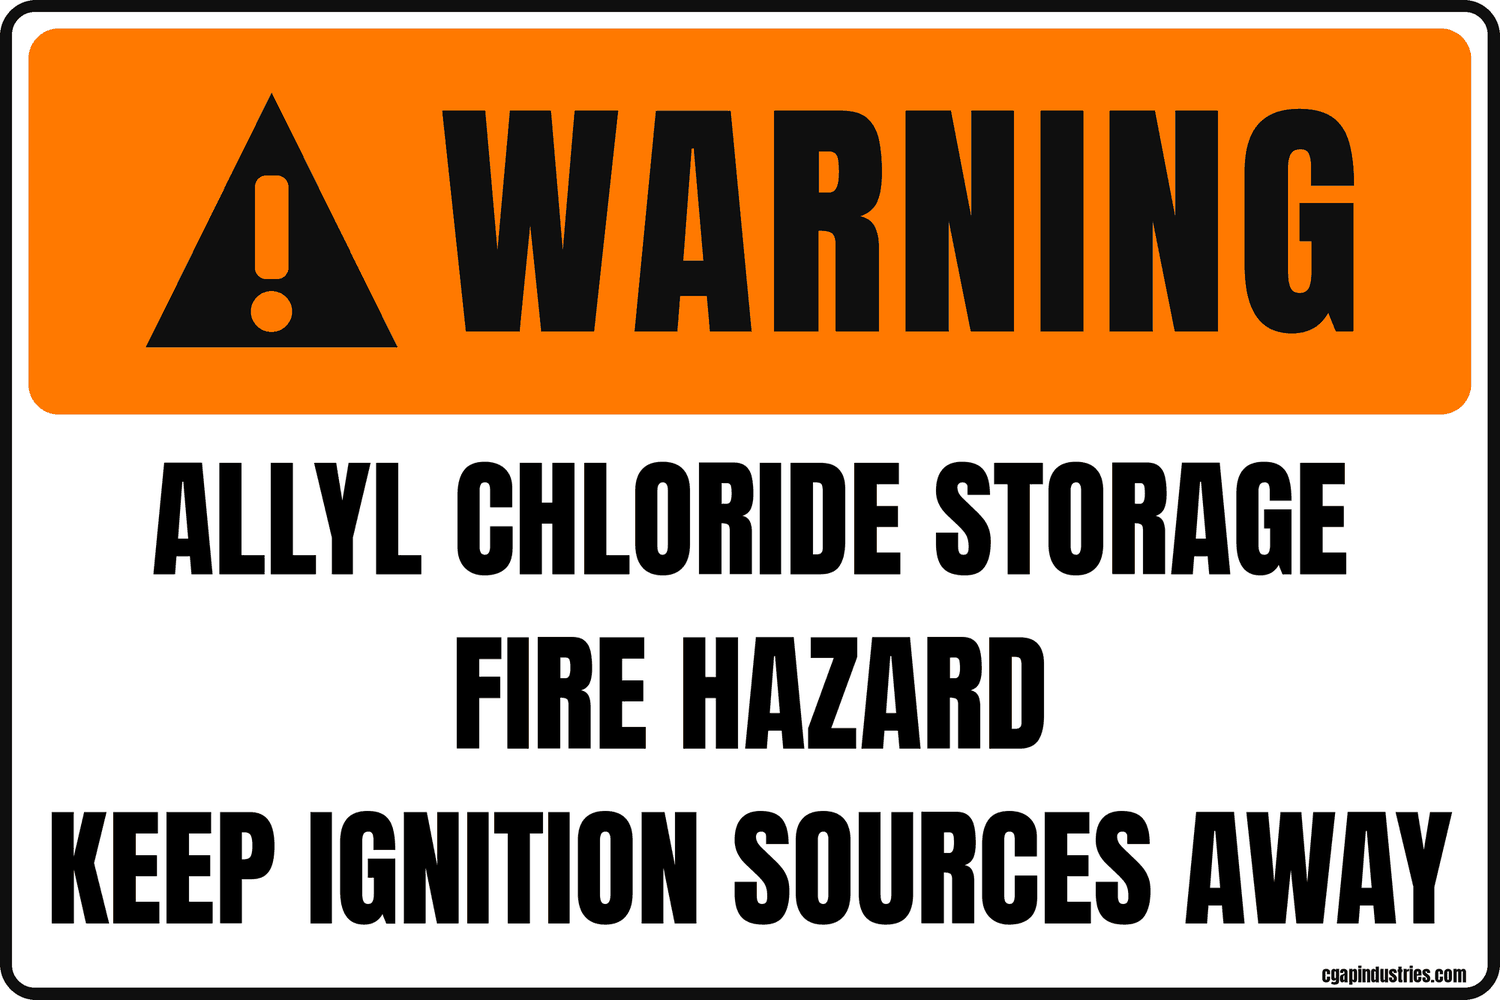 WARNING
ALLYL CHLORIDE STORAGE
FIRE HAZARD
KEEP IGNITION SOURCES AWAY
cgapindustries.com